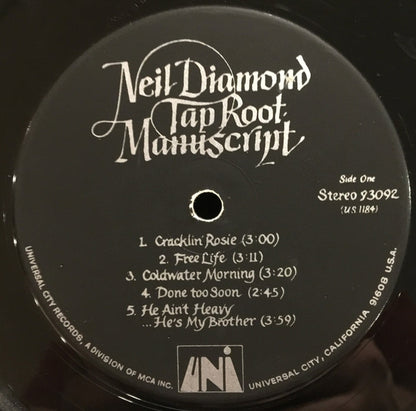 Neil Diamond
Tap Root
Manuscript
Side One
Stereo 93092
(US 1184)
1. Cracklin' Rosie (3:00)
2. Free Life (3:11)
3. Coldwater Morning (3:20)
4. Done too Soon (2:45)
5. He Ain't Heavy
...He's My Brother (3:59)
UNIVERSAL CITY RECORDS, A DIVISION OF MCA INC.
UNI
UNIVERSAL CITY, CALIFORNIA 91608 U.S.A.